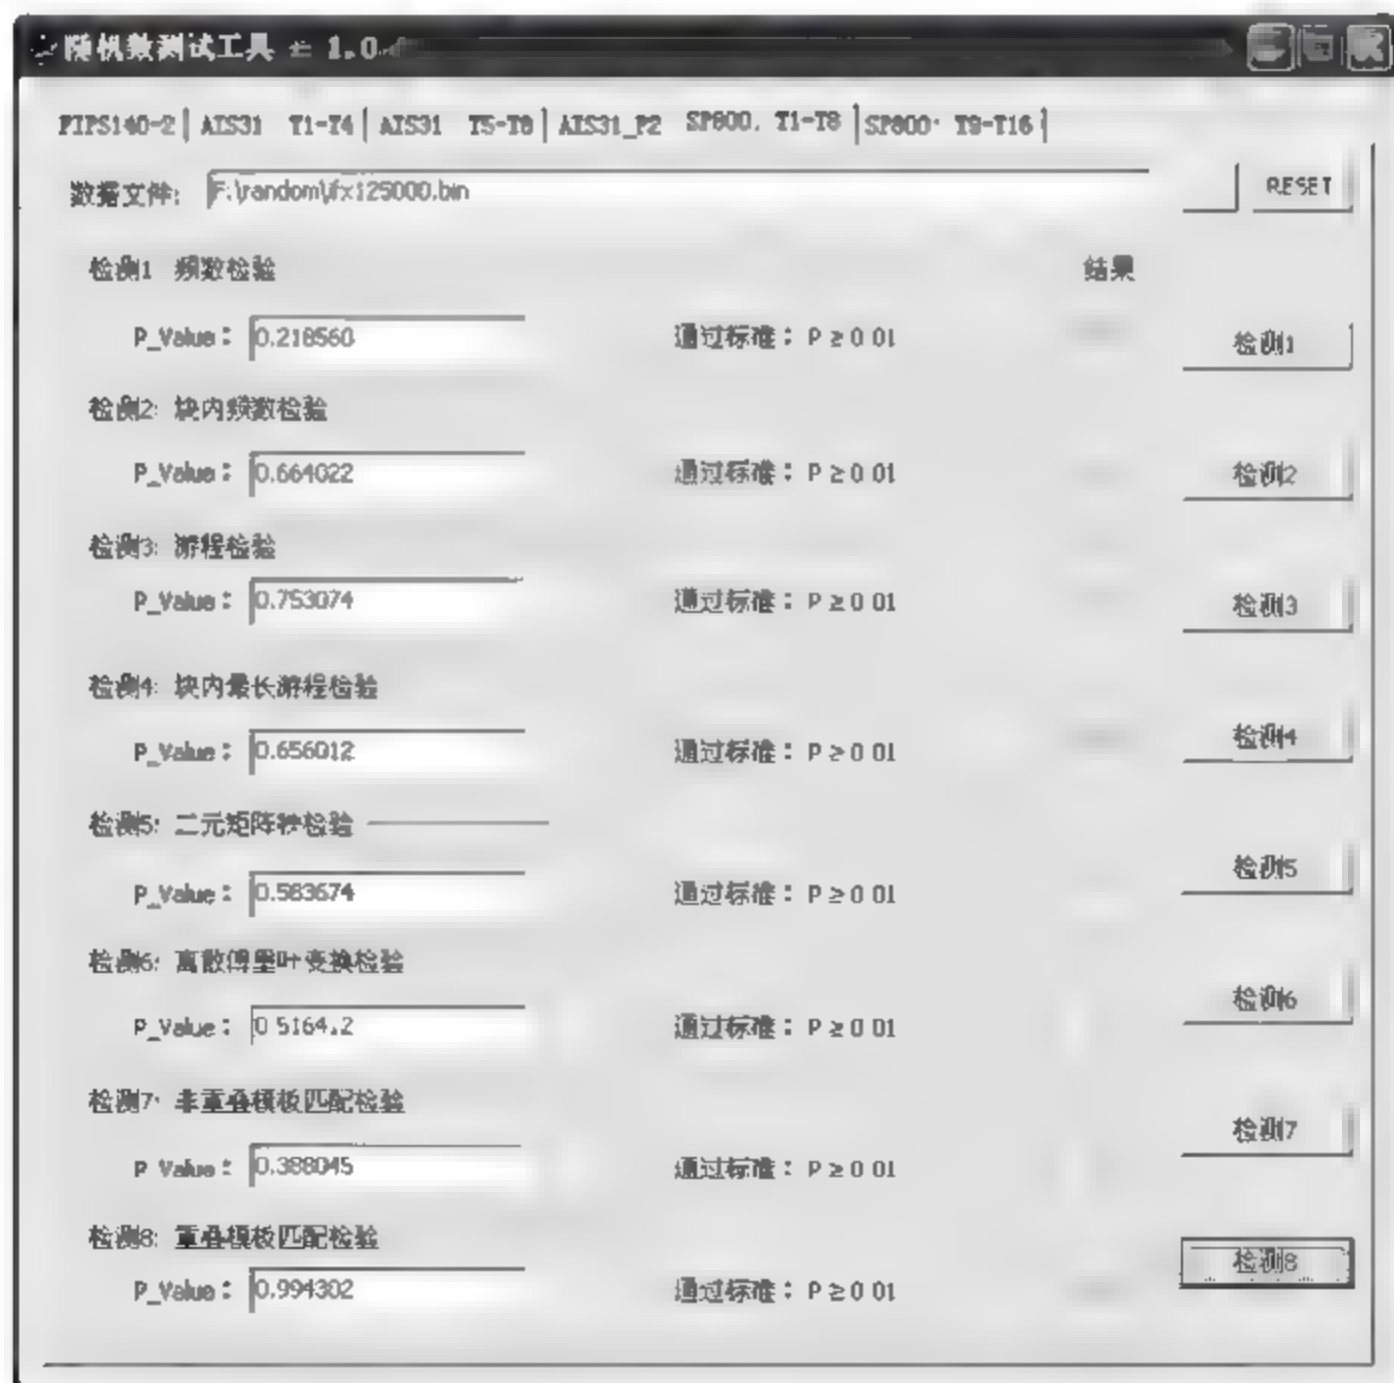 随机数测试工具 1.0
FIPS140-2 AIS31 T1-T4 AIS31 T5-T8 AIS31_P2 SP800. T1-T8 SP800· T9-T16
数据文件: F:\random\fx125000.bin RESET
检测1 频数检验 结果
P_Value: 0.218560 通过标准: P ≥ 0 01 检测1
检测2: 块内频数检验
P_Value: 0.664022 通过标准: P ≥ 0 01 检测2
检测3: 游程检验
P_Value: 0.753074 通过标准: P ≥ 0 01 检测3
检测4: 块内最长游程检验
P_Value: 0.656012 通过标准: P ≥ 0 01 检测4
检测5: 二元矩阵秩检验
P_Value: 0.583674 通过标准: P ≥ 0 01 检测5
检测6: 离散傅里叶变换检验
P_Value: 通过标准: P ≥ 0 01 检测6
检测7: 非重叠模板匹配检验
P Value: 0.388045 通过标准: P ≥ 0 01 检测7
检测8: 重叠模板匹配检验
P_Value: 0.994302 通过标准: P ≥ 0 01 检测8